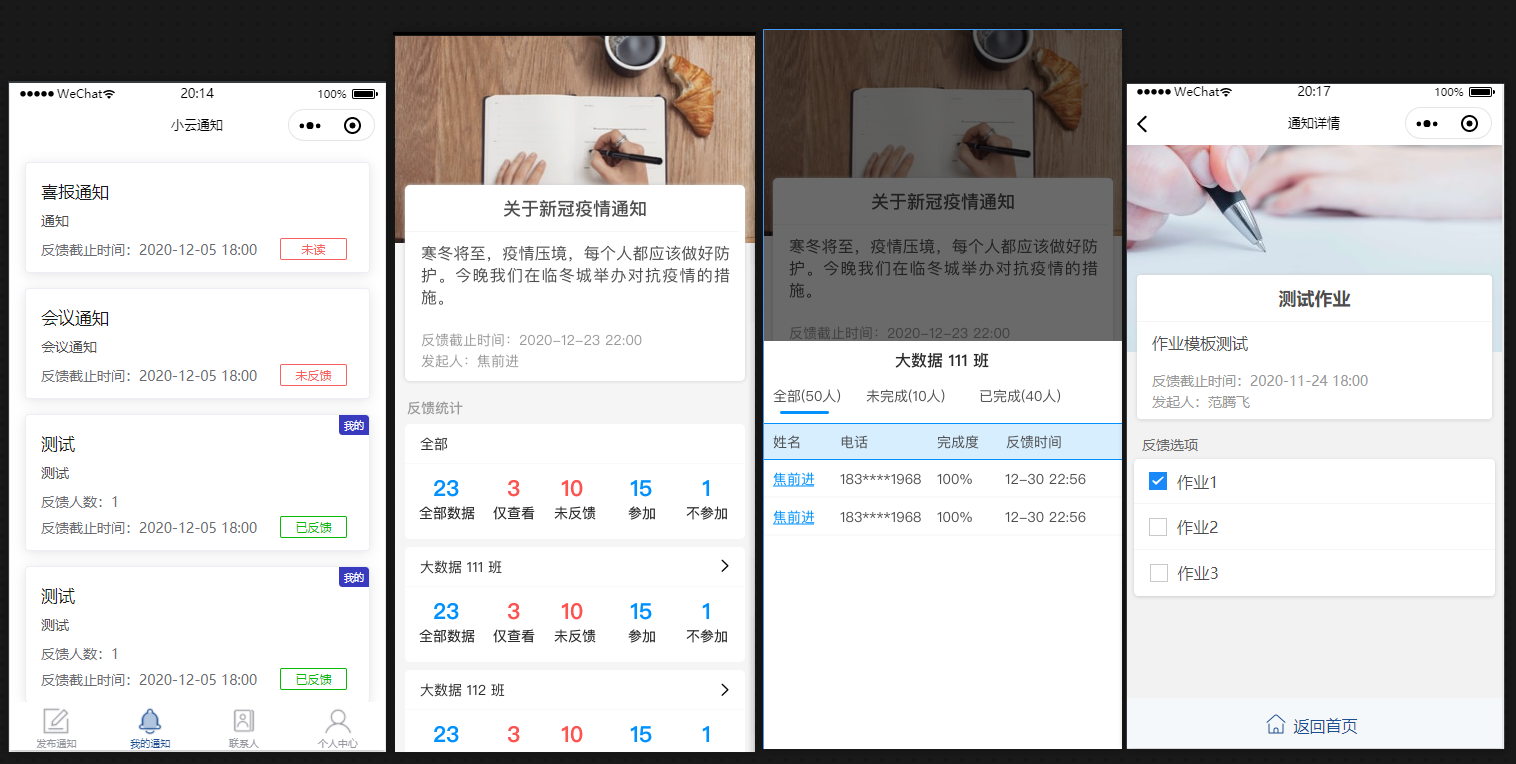 WeChat 20:14 100%
小云通知
喜报通知
通知
反馈截止时间：2020-12-05 18:00 未读
会议通知
会议通知
反馈截止时间：2020-12-05 18:00 未反馈
我的
测试
测试
反馈人数：1
反馈截止时间：2020-12-05 18:00 已反馈
我的
测试
测试
反馈人数：1
反馈截止时间：2020-12-05 18:00 已反馈
发布通知 我的通知 联系人 个人中心
关于新冠疫情通知
寒冬将至，疫情压境，每个人都应该做好防
护。今晚我们在临冬城举办对抗疫情的措
施。
反馈截止时间：2020-12-23 22:00
发起人：焦前进
反馈统计
全部
23 3 10 15 1
全部数据 仅查看 未反馈 参加 不参加
大数据 111 班
23 3 10 15 1
全部数据 仅查看 未反馈 参加 不参加
大数据 112 班
23 3 10 15 1
关于新冠疫情通知
寒冬将至，疫情压境，每个人都应该做好防
护。今晚我们在临冬城举办对抗疫情的措
施。
反馈截止时间：2020-12-23 22:00
大数据 111 班
全部(50人) 未完成(10人) 已完成(40人)
姓名 电话 完成度 反馈时间
焦前进 183****1968 100% 12-30 22:56
焦前进 183****1968 100% 12-30 22:56
WeChat 20:17 100%
通知详情
测试作业
作业模板测试
反馈截止时间：2020-11-24 18:00
发起人：范腾飞
反馈选项
作业1
作业2
作业3
返回首页